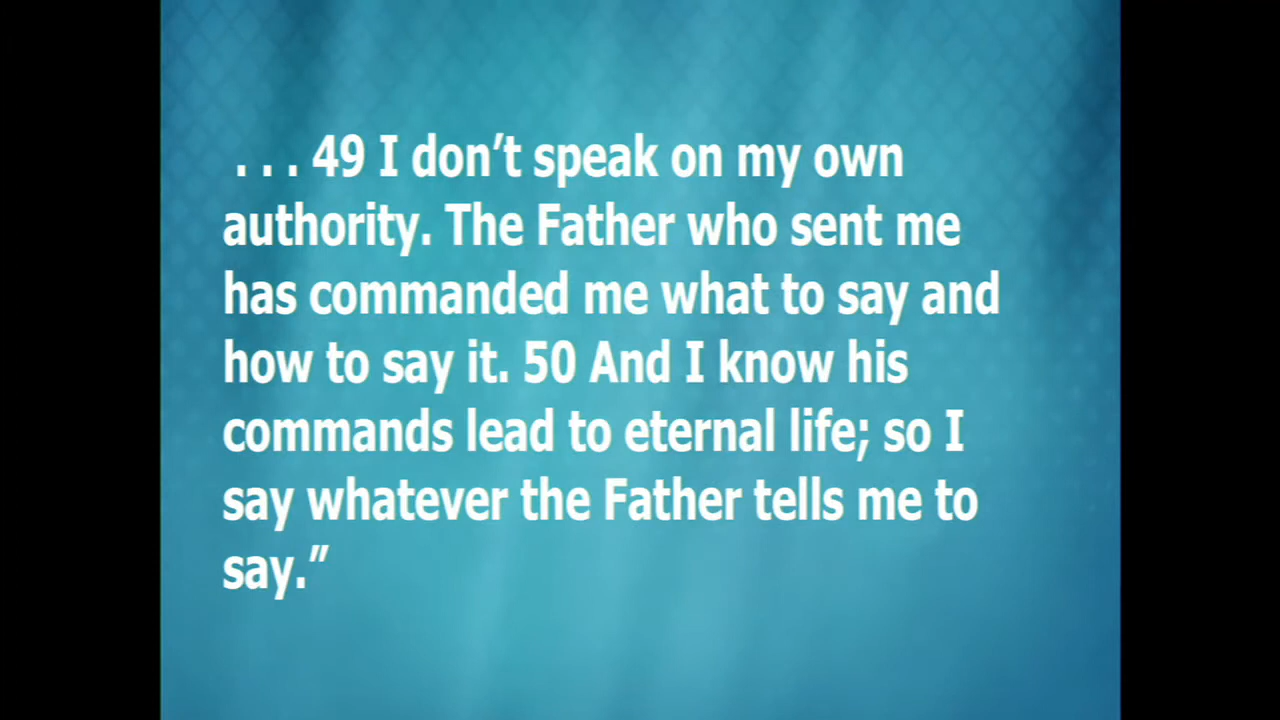 . . . 49 I don’t speak on my own
authority. The Father who sent me
has commanded me what to say and
how to say it. 50 And I know his
commands lead to eternal life; so I
say whatever the Father tells me to
say.”